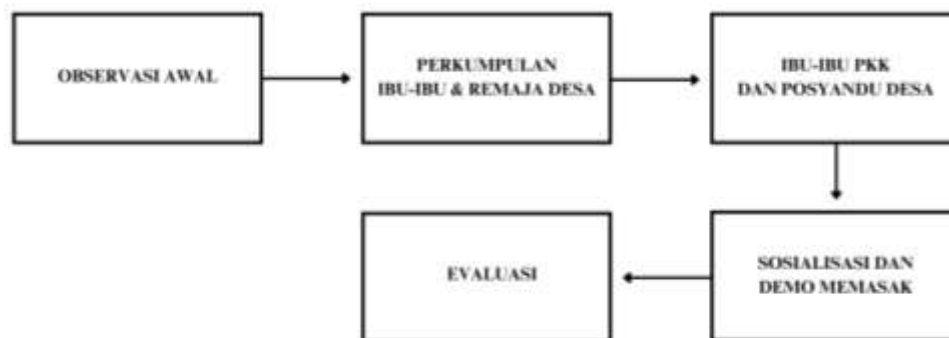 OBSERVASI AWAL
PERKUMPULAN
IBU-IBU & REMAJA DESA
IBU-IBU PKK
DAN POSYANDU DESA
SOSIALISASI DAN
DEMO MEMASAK
EVALUASI